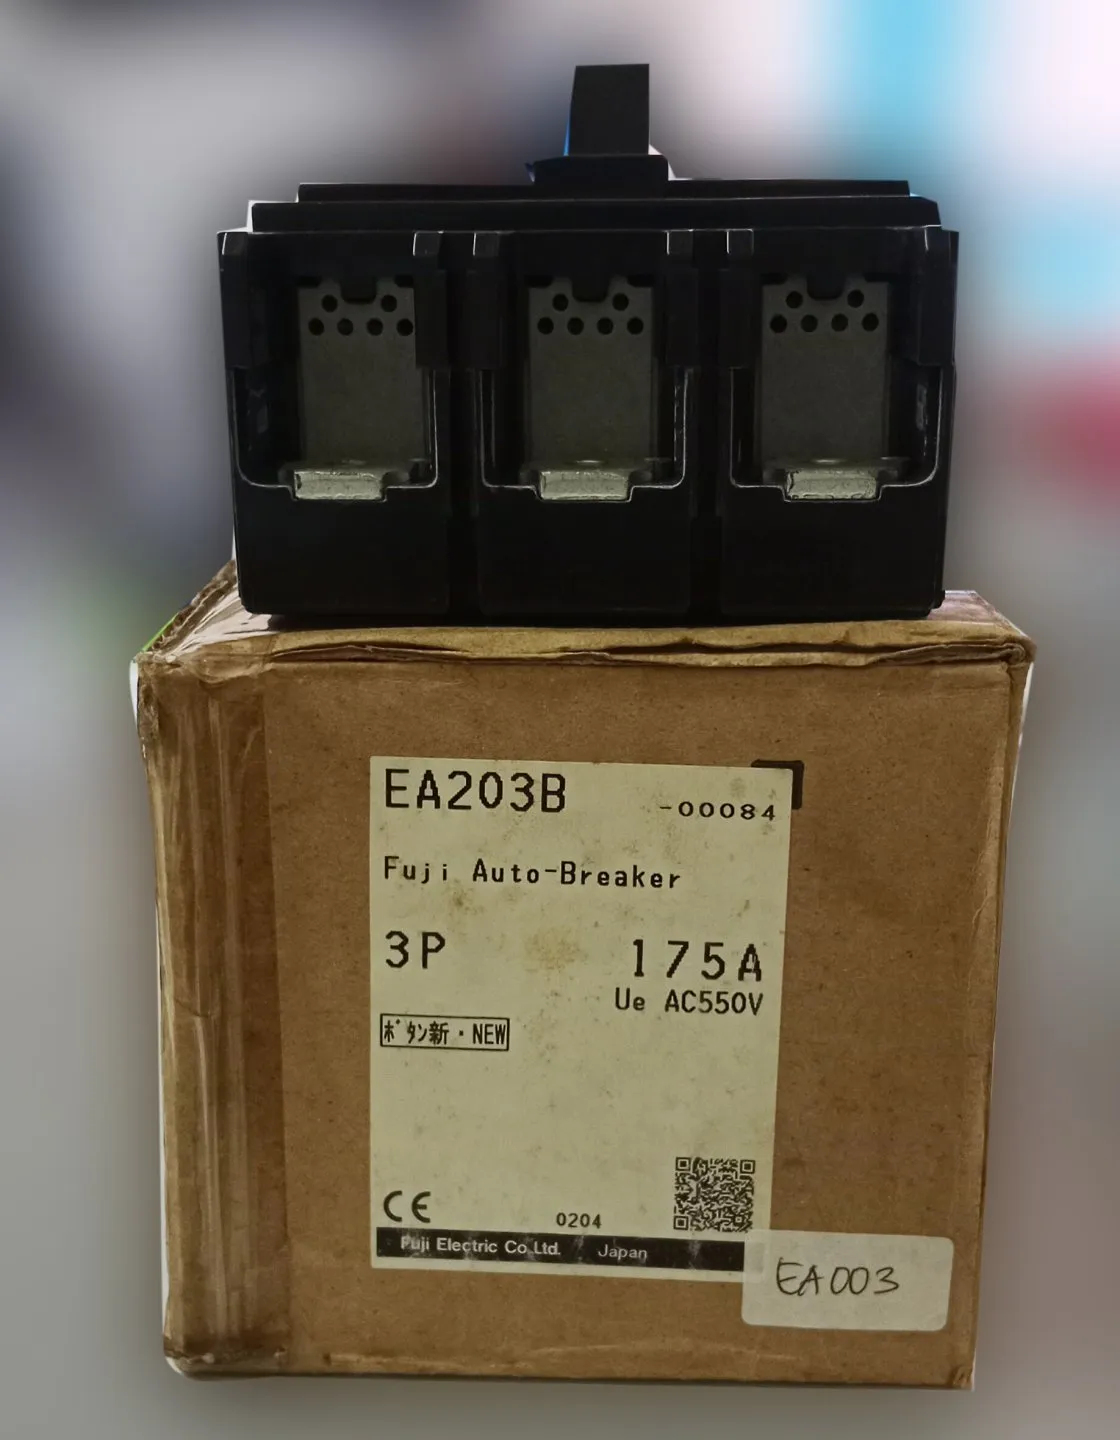 EA203B
-00084
Fuji Auto-Breaker
3P 175A
Ue AC550V
ボタン新・NEW
CE 0204
Fuji Electric Co.Ltd. Japan
EA003